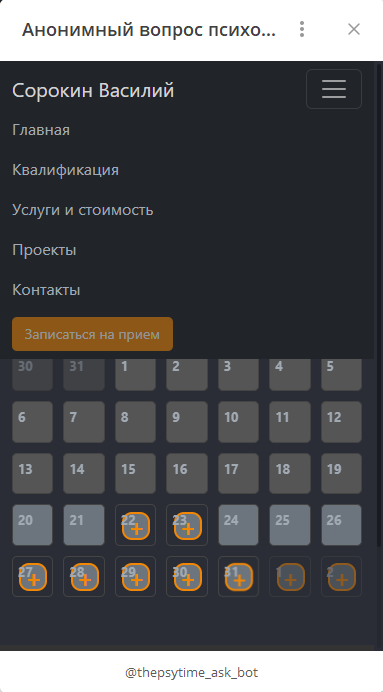 Анонимный вопрос психо...
Сорокин Василий
Главная
Квалификация
Услуги и стоимость
Проекты
Контакты
Записаться на прием
30 31 1 2 3 4 5
6 7 8 9 10 11 12
13 14 15 16 17 18 19
20 21 22 23 24 25 26
27 28 29 30 31 1 2
@thepsytime_ask_bot